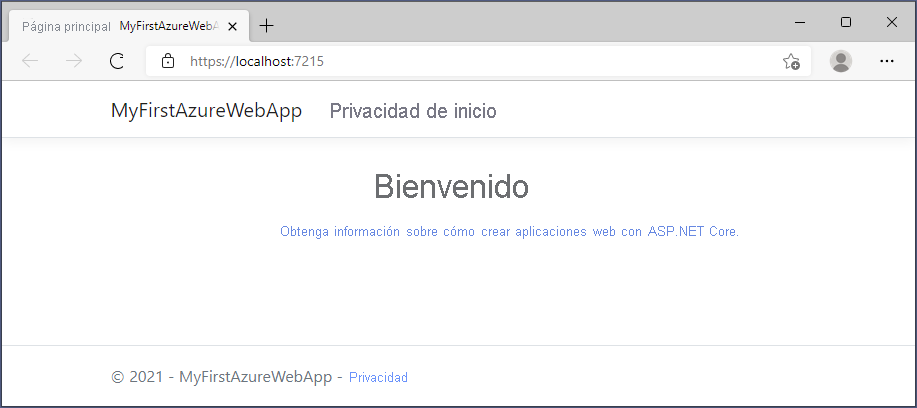 Página principal MyFirstAzureWebA
https://localhost:7215
MyFirstAzureWebApp Privacidad de inicio
Bienvenido
Obtenga información sobre cómo crear aplicaciones web con ASP.NET Core.
© 2021 - MyFirstAzureWebApp - Privacidad